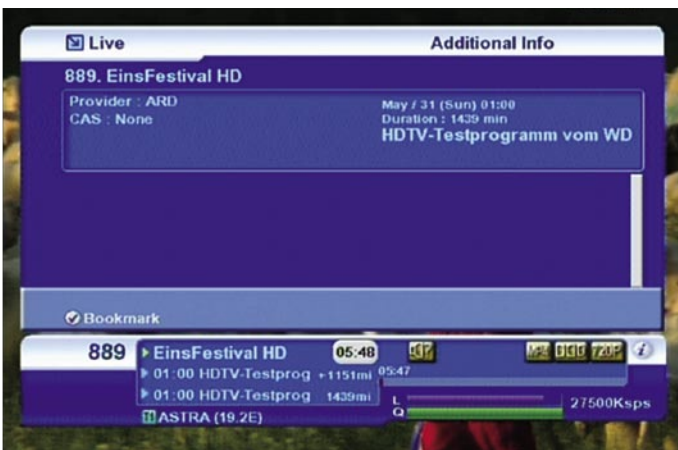 Live
Additional Info
889. EinsFestival HD
Provider : ARD
CAS : None
May / 31 (Sun) 01:00
Duration : 1439 min
HDTV-Testprogramm vom WD
Bookmark
889
EinsFestival HD
05:48
720P
i
01:00 HDTV-Testprog +1151mi
05:47
01:00 HDTV-Testprog 1439mi
L
Q
27500Ksps
ASTRA (19.2E)